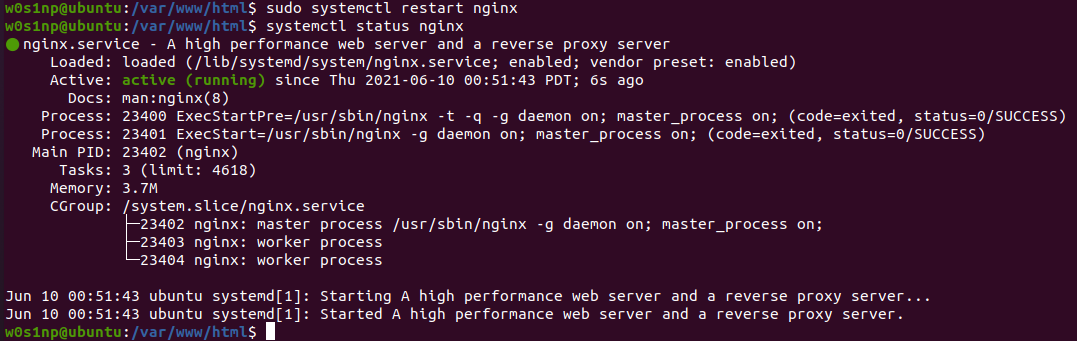 w0s1np@ubuntu:/var/www/html$ sudo systemctl restart nginx
w0s1np@ubuntu:/var/www/html$ systemctl status nginx
● nginx.service - A high performance web server and a reverse proxy server
Loaded: loaded (/lib/systemd/system/nginx.service; enabled; vendor preset: enabled)
Active: active (running) since Thu 2021-06-10 00:51:43 PDT; 6s ago
Docs: man:nginx(8)
Process: 23400 ExecStartPre=/usr/sbin/nginx -t -q -g daemon on; master_process on; (code=exited, status=0/SUCCESS)
Process: 23401 ExecStart=/usr/sbin/nginx -g daemon on; master_process on; (code=exited, status=0/SUCCESS)
Main PID: 23402 (nginx)
Tasks: 3 (limit: 4618)
Memory: 3.7M
CGroup: /system.slice/nginx.service
├─23402 nginx: master process /usr/sbin/nginx -g daemon on; master_process on;
├─23403 nginx: worker process
└─23404 nginx: worker process
Jun 10 00:51:43 ubuntu systemd[1]: Starting A high performance web server and a reverse proxy server...
Jun 10 00:51:43 ubuntu systemd[1]: Started A high performance web server and a reverse proxy server.
w0s1np@ubuntu:/var/www/html$